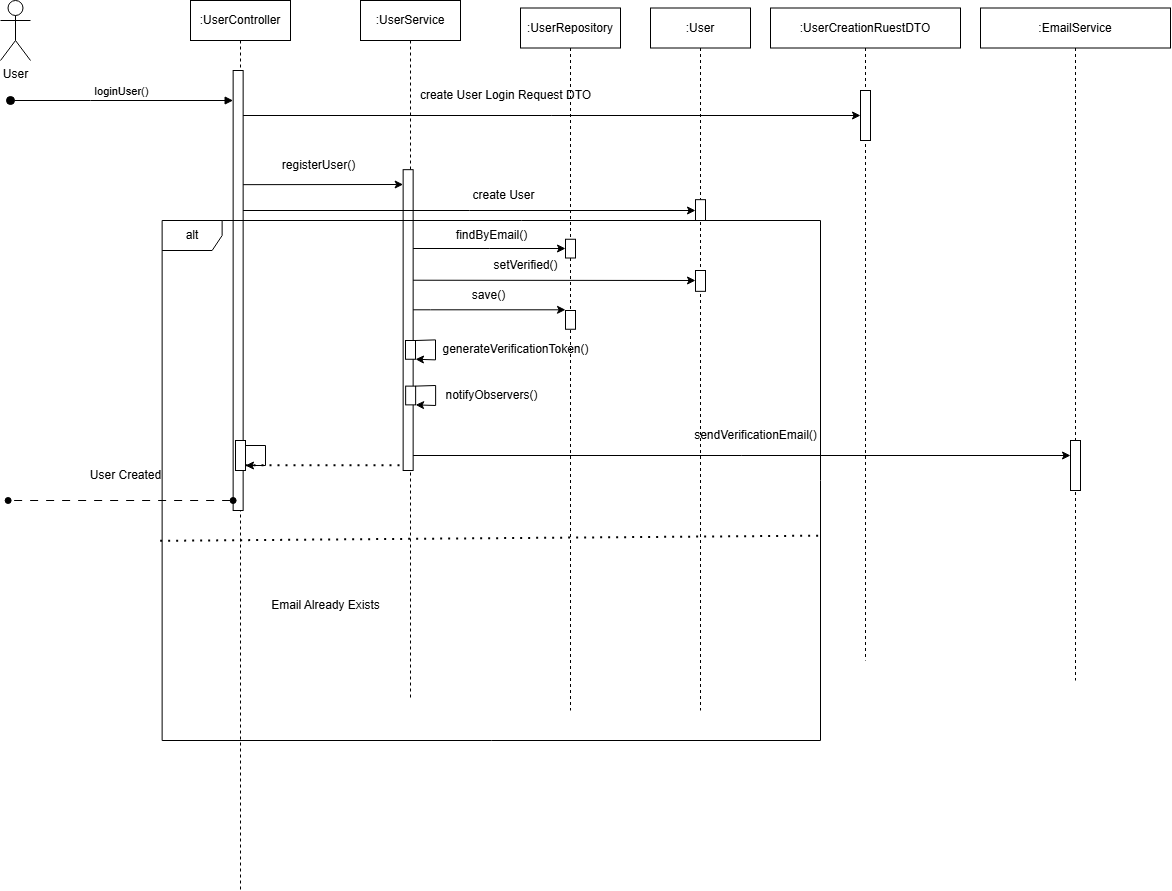 :UserController
:UserService
:UserRepository
:User
:UserCreationRuestDTO
:EmailService
User
loginUser()
create User Login Request DTO
registerUser()
create User
alt
findByEmail()
setVerified()
save()
generateVerificationToken()
notifyObservers()
sendVerificationEmail()
User Created
Email Already Exists